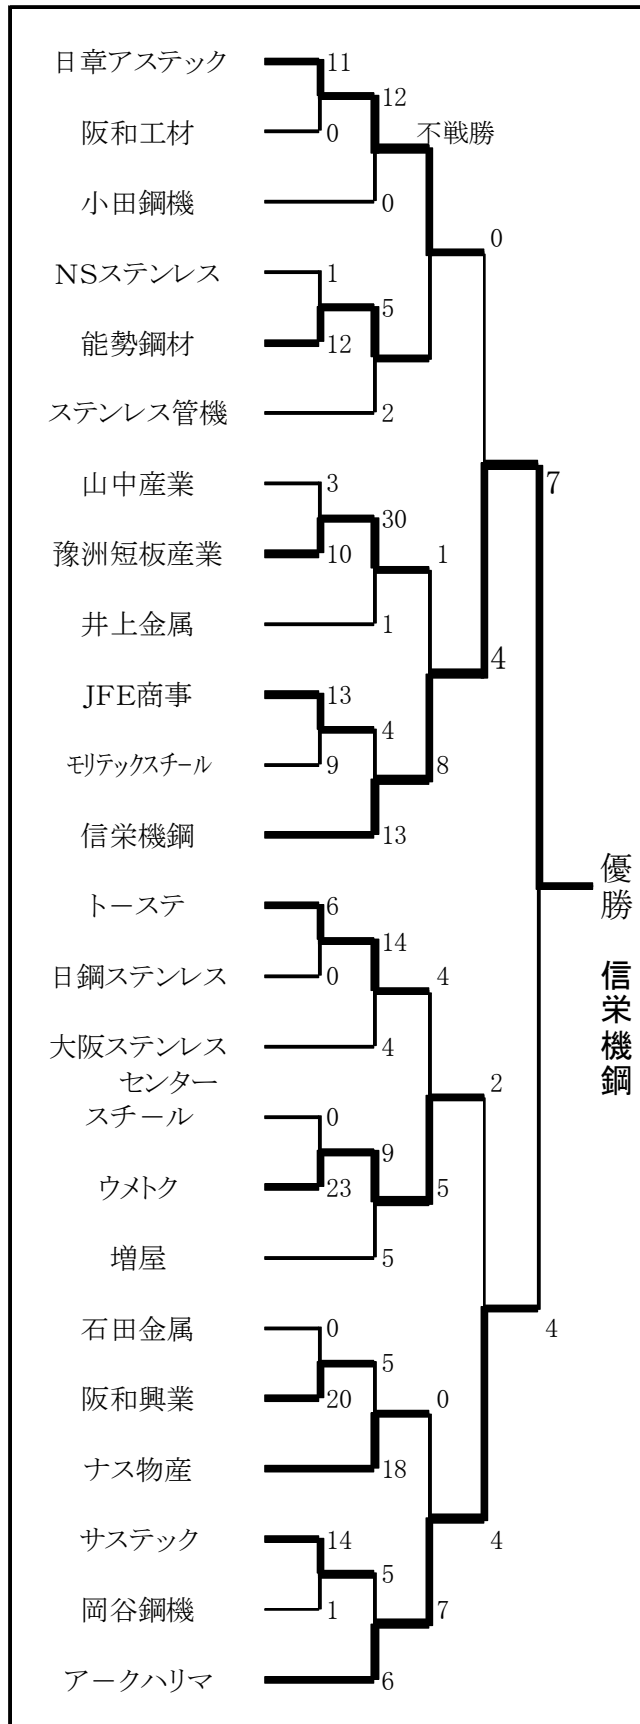 日章アステック
11
12
阪和工材
0
不戦勝
小田鋼機
0
0
NSステンレス
1
5
能勢鋼材
12
ステンレス管機
2
山中産業
3
7
30
豫洲短板産業
10
1
井上金属
1
4
JFE商事
13
4
モリテックスチール
9
8
信栄機鋼
13
優勝 信栄機鋼
トーステ
6
14
日鋼ステンレス
0
4
大阪ステンレス
センター
4
2
スチール
0
9
ウメトク
23
5
増屋
5
石田金属
0
4
5
阪和興業
20
0
ナス物産
18
サステック
14
4
5
岡谷鋼機
1
7
アークハリマ
6